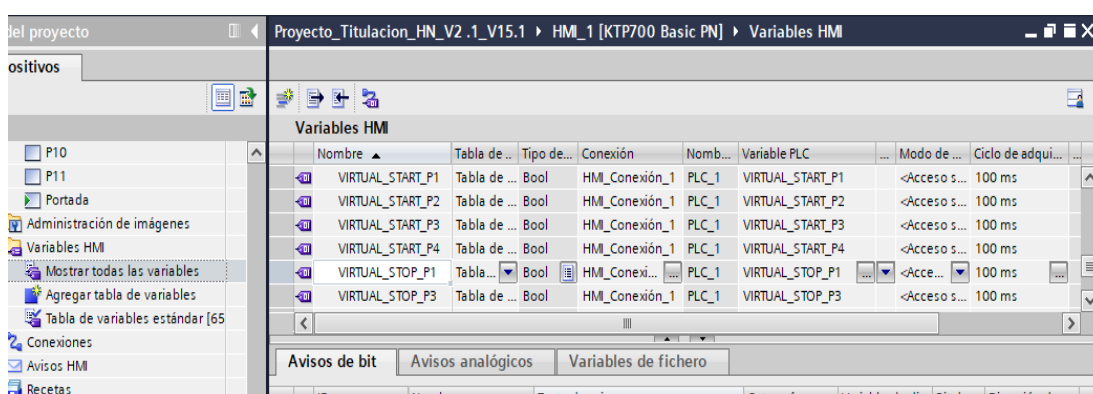 del proyecto
Proyecto_Titulacion_HN_V2 .1_V15.1 ▸ HMI_1 [KTP700 Basic PN] ▸ Variables HMI
ositivos
Variables HMI
Nombre Tabla de .. Tipo de... Conexión Nomb... Variable PLC ... Modo de ... Ciclo de adqui... ...
VIRTUAL_START_P1 Tabla de ... Bool HMI_Conexión_1 PLC_1 VIRTUAL_START_P1 <Acceso s... 100 ms
VIRTUAL_START_P2 Tabla de ... Bool HMI_Conexión_1 PLC_1 VIRTUAL_START_P2 <Acceso s... 100 ms
VIRTUAL_START_P3 Tabla de ... Bool HMI_Conexión_1 PLC_1 VIRTUAL_START_P3 <Acceso s... 100 ms
VIRTUAL_START_P4 Tabla de ... Bool HMI_Conexión_1 PLC_1 VIRTUAL_START_P4 <Acceso s... 100 ms
VIRTUAL_STOP_P1 Tabla... Bool HMI_Conexi... ... PLC_1 VIRTUAL_STOP_P1 ... <Acce... 100 ms ...
VIRTUAL_STOP_P3 Tabla de ... Bool HMI_Conexión_1 PLC_1 VIRTUAL_STOP_P3 <Acceso s... 100 ms
P10
P11
Portada
Administración de imágenes
Variables HMI
Mostrar todas las variables
Agregar tabla de variables
Tabla de variables estándar [65
Conexiones
Avisos HMI
Recetas
Avisos de bit Avisos analógicos Variables de fichero